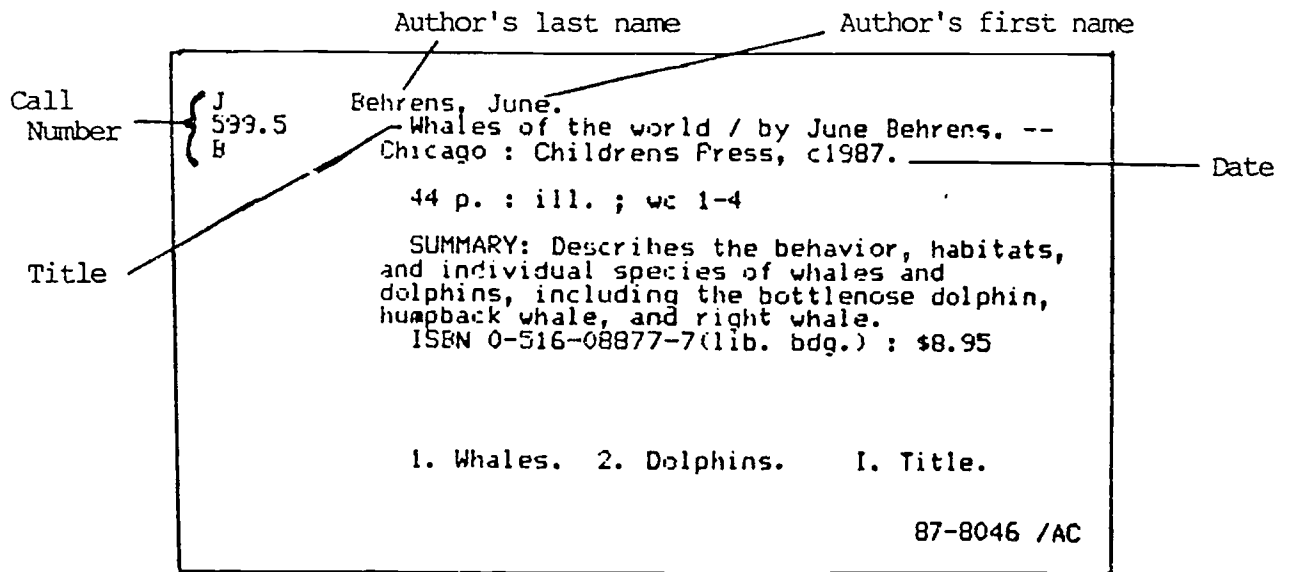 Author's last name
Author's first name
Call
Number
J
599.5
B
Behrens, June.
Whales of the world / by June Behrens. --
Chicago : Childrens Press, c1987.
Date
44 p. : ill. ; wc 1-4
Title
SUMMARY: Describes the behavior, habitats,
and individual species of whales and
dolphins, including the bottlenose dolphin,
humpback whale, and right whale.
ISBN 0-516-08877-7(lib. bdg.) : $8.95
1. Whales. 2. Dolphins. I. Title.
87-8046 /AC